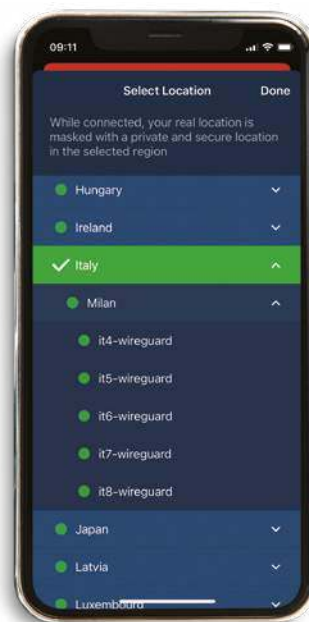 09:11
Select Location Done
While connected, your real location is
masked with a private and secure location
in the selected region
Hungary
Ireland
Italy
Milan
it4-wireguard
it5-wireguard
it6-wireguard
it7-wireguard
it8-wireguard
Japan
Latvia
Luxembourg